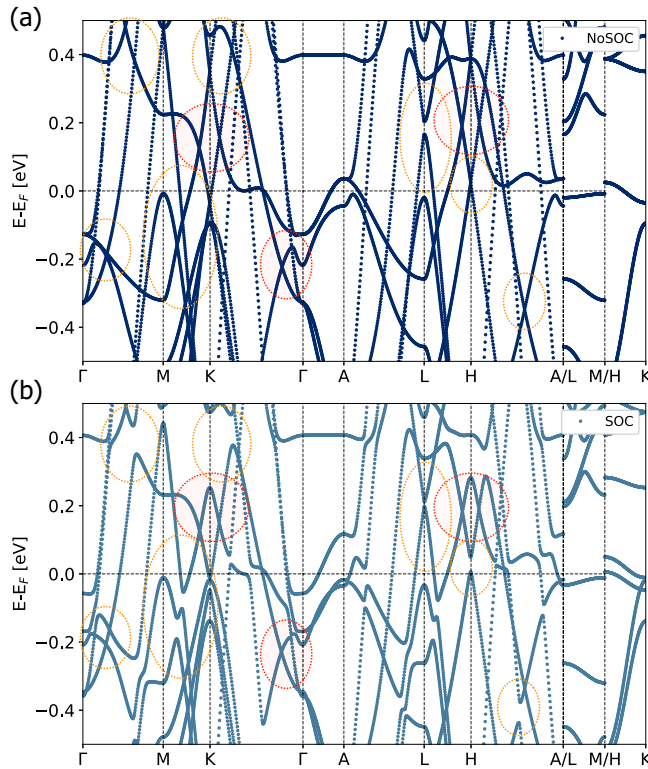 (a)
NoSOC
E-E_F [eV]
0.4
0.2
0.0
−0.2
−0.4
Γ M K Γ A L H A/L M/H K
(b)
SOC
E-E_F [eV]
0.4
0.2
0.0
−0.2
−0.4
Γ M K Γ A L H A/L M/H K